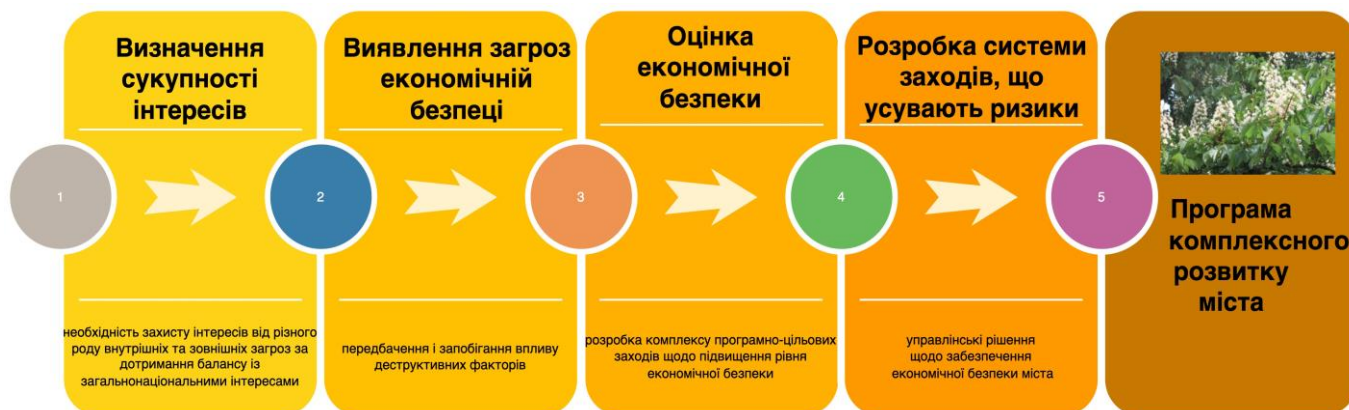 Визначення
сукупності
інтересів
1
необхідність захисту інтересів від різного
роду внутрішніх та зовнішніх загроз за
дотримання балансу із
загальнонаціональними інтересами
Виявлення загроз
економічній
безпеці
2
передбачення і запобігання впливу
деструктивних факторів
Оцінка
економічної
безпеки
3
розробка комплексу програмно-цільових
заходів щодо підвищення рівня
економічної безпеки
Розробка системи
заходів, що
усувають ризики
4
управлінські рішення
щодо забезпечення
економічної безпеки міста
5
Програма
комплексного
розвитку
міста